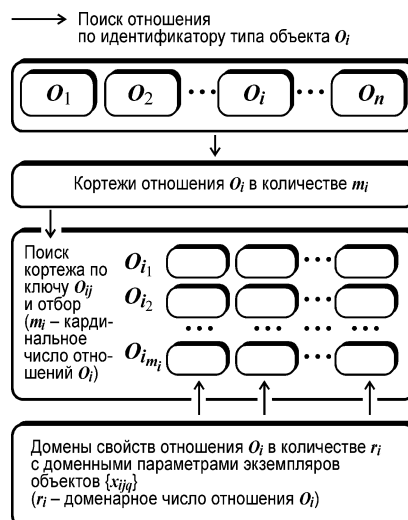 Поиск отношения
по идентификатору типа объекта Oi
O1 O2 ··· Oi ··· On
Кортежи отношения Oi в количестве mi
Поиск
кортежа по
ключу Oij
и отбор
(mi – карди-
нальное
число отно-
шений Oi)
Oi1 ···
Oi2 ···
··· ··· ··· ···
Oimi ···
Домены свойств отношения Oi в количестве ri
с доменными параметрами экземпляров
объектов {xijq}
(ri – доменарное число отношения Oi)